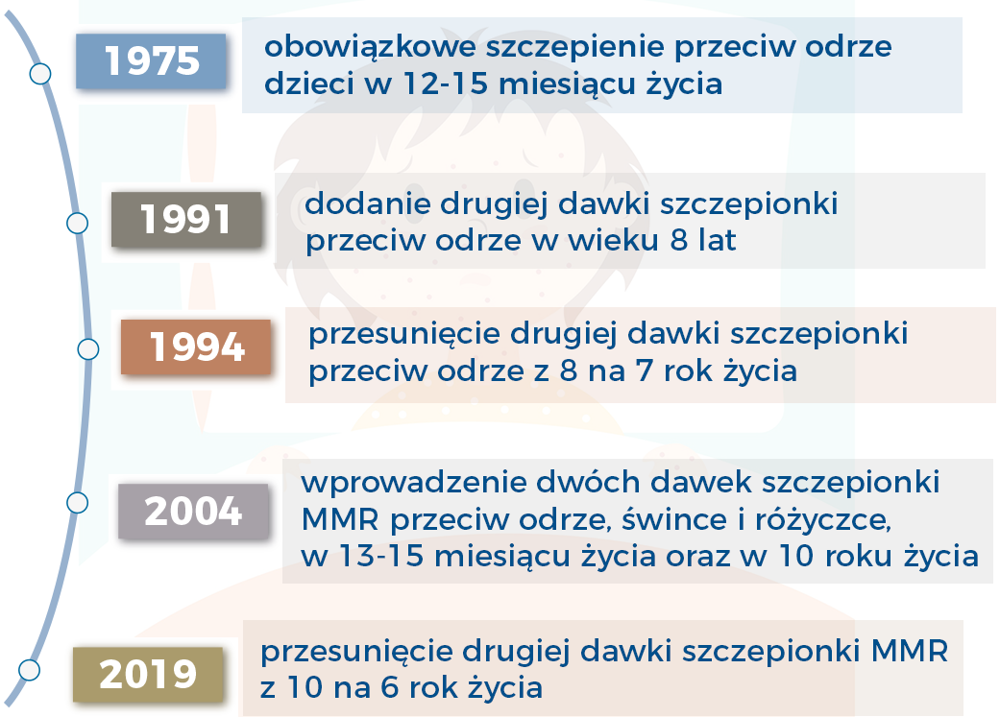 1975
obowiązkowe szczepienie przeciw odrze
dzieci w 12-15 miesiącu życia
1991
dodanie drugiej dawki szczepionki
przeciw odrze w wieku 8 lat
1994
przesunięcie drugiej dawki szczepionki
przeciw odrze z 8 na 7 rok życia
2004
wprowadzenie dwóch dawek szczepionki
MMR przeciw odrze, śwince i różyczce,
w 13-15 miesiącu życia oraz w 10 roku życia
2019
przesunięcie drugiej dawki szczepionki MMR
z 10 na 6 rok życia